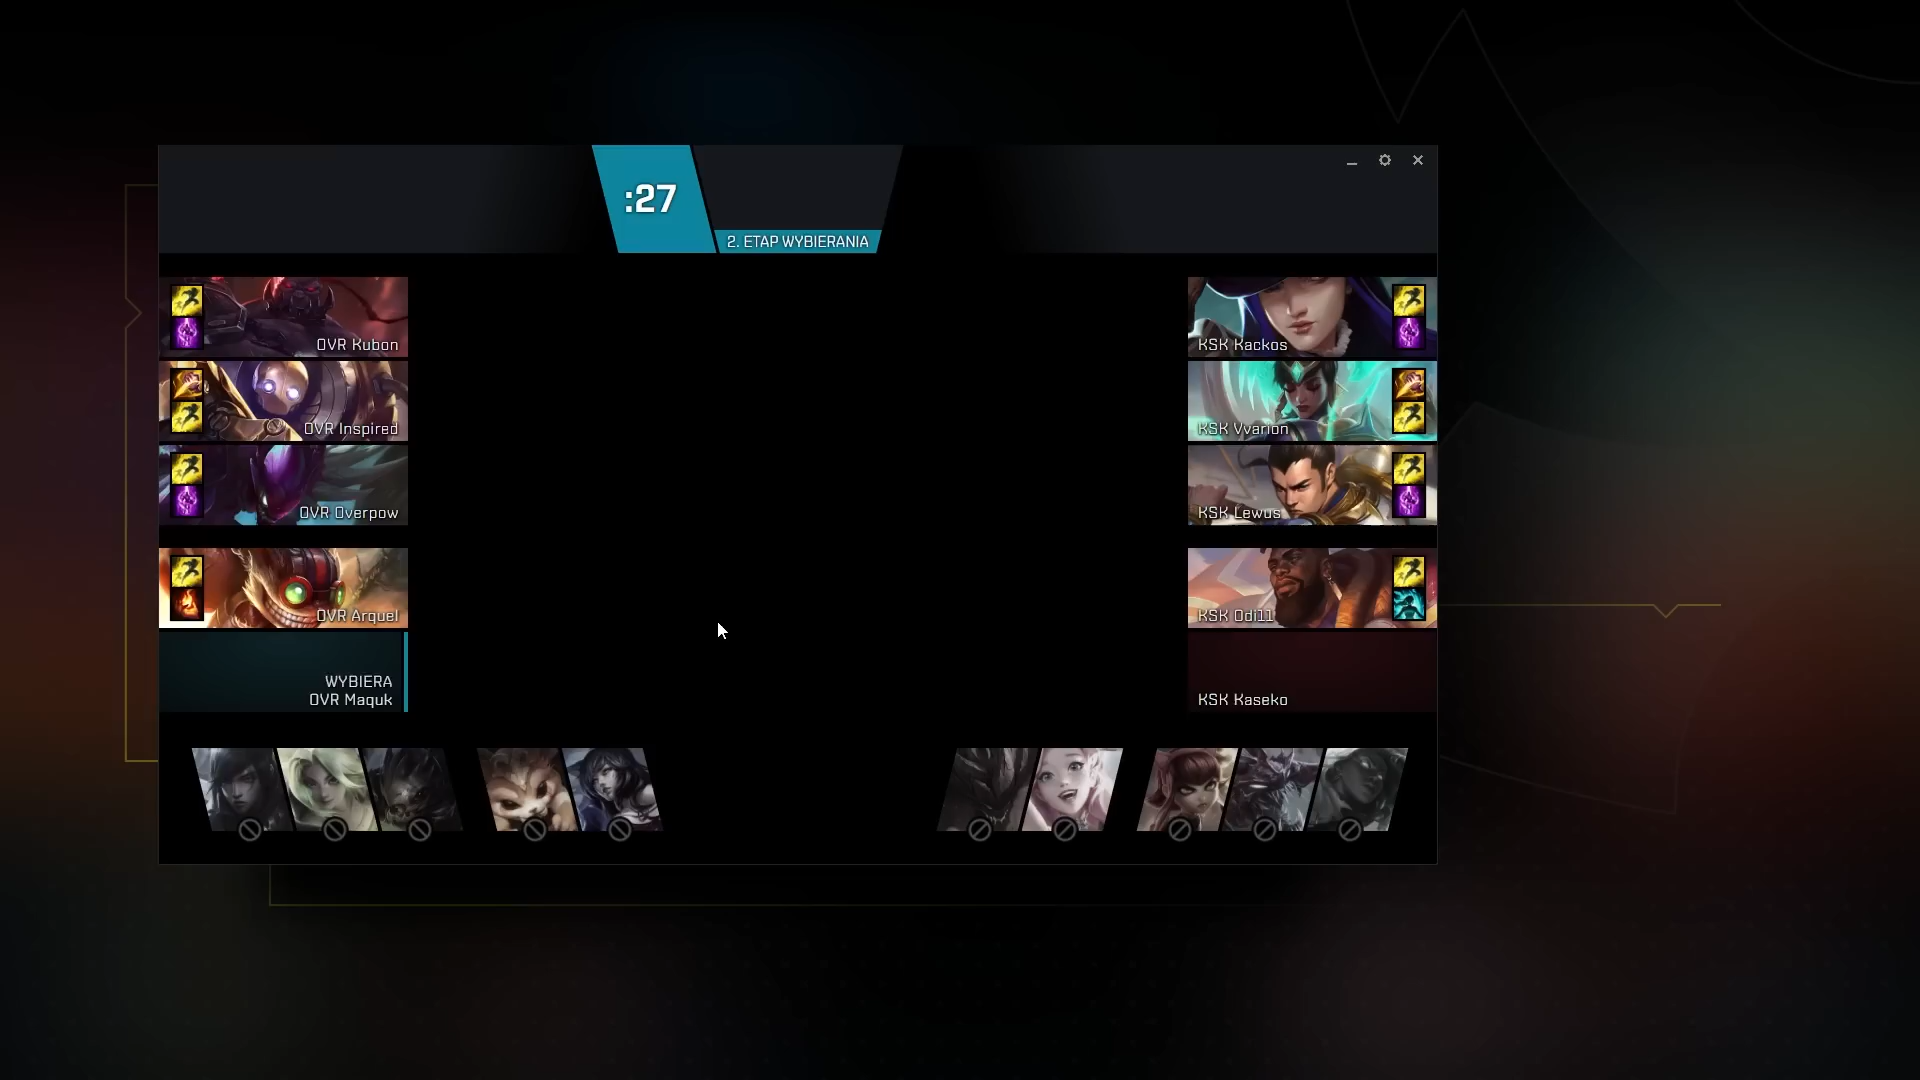 :27
2. ETAP WYBIERANIA
OVR Kubon
OVR Inspired
OVR Overpow
OVR Arquel
WYBIERA
OVR Maquk
KSK Kackos
KSK Vvarion
KSK Lewus
KSK Odi11
KSK Kaseko